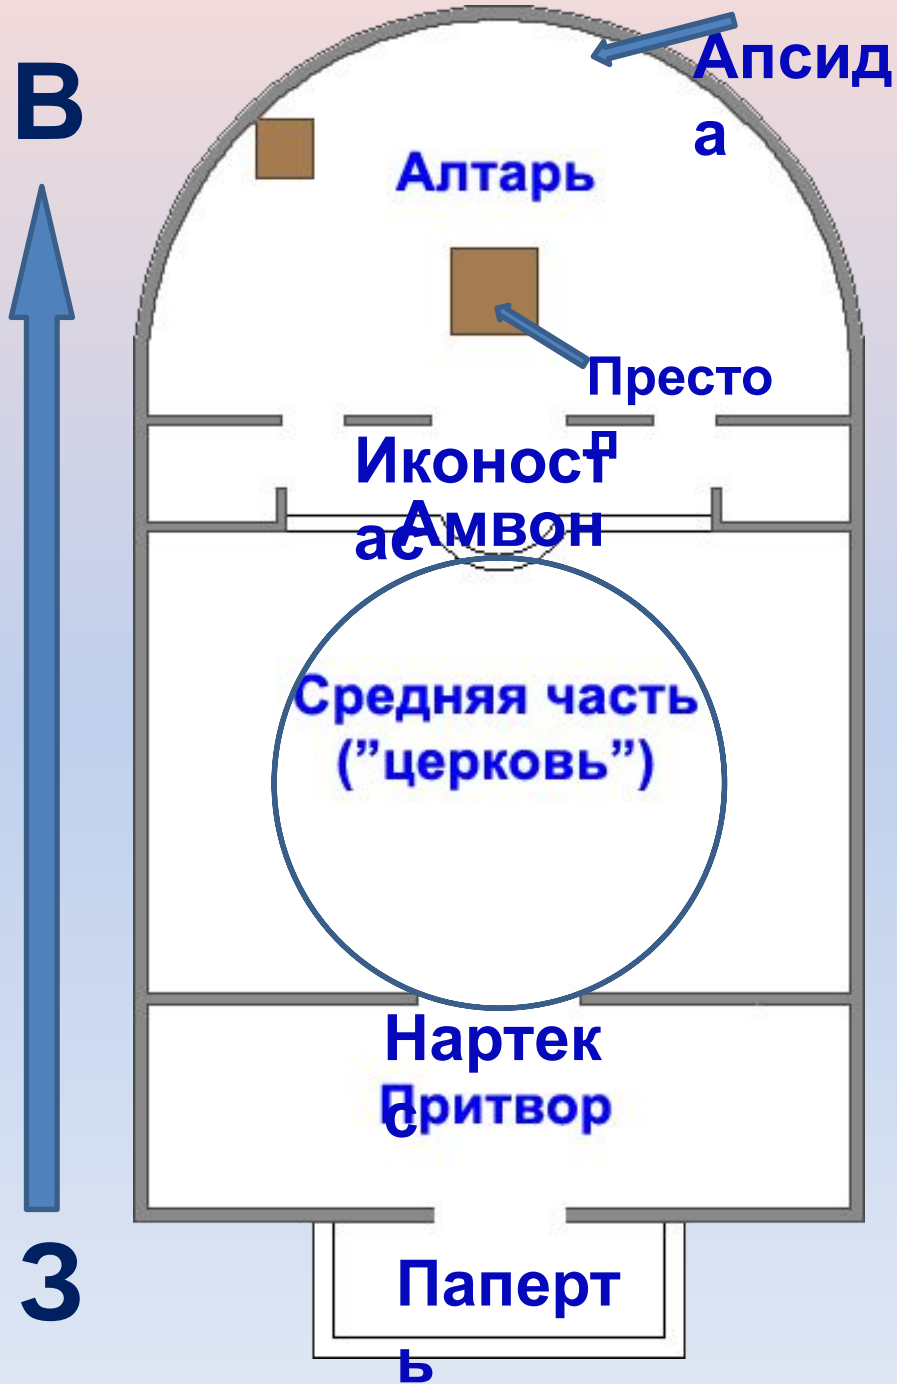 Апсид
а
В
Алтарь
Престо
л
Иконост
ас
Амвон
Средняя часть
(”церковь”)
Нартек
с
Притвор
З
Паперт
ь